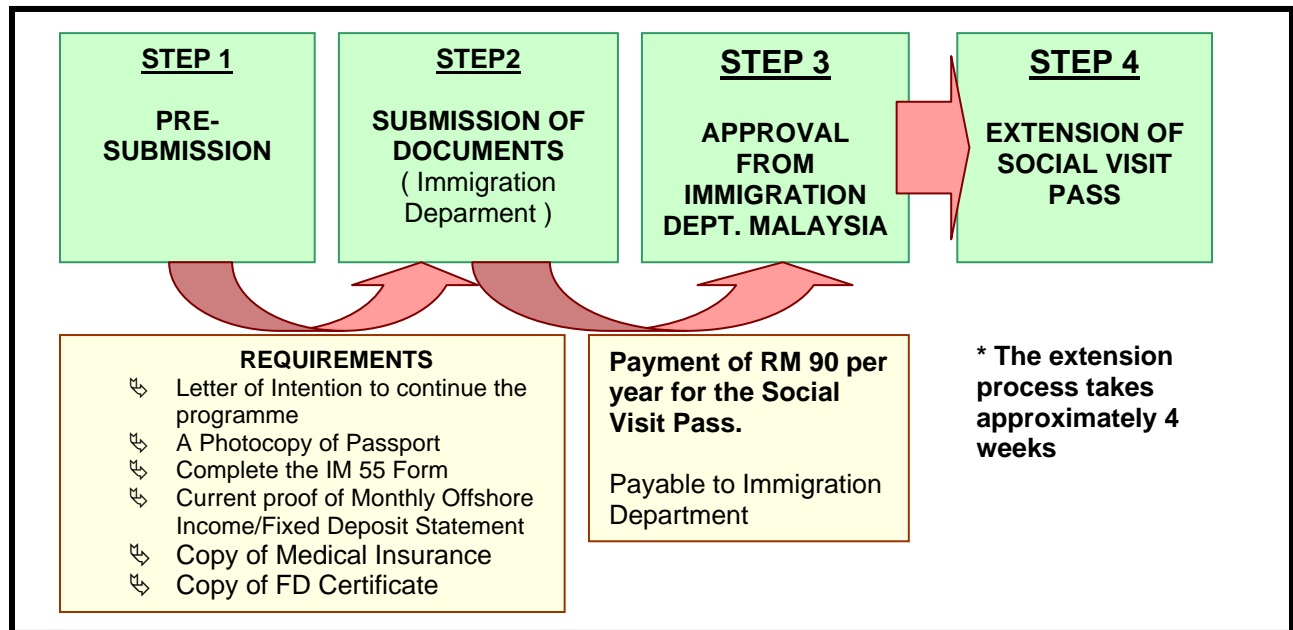 STEP 1
PRE-
SUBMISSION
STEP2
SUBMISSION OF
DOCUMENTS
( Immigration
Deparment )
STEP 3
APPROVAL
FROM
IMMIGRATION
DEPT. MALAYSIA
STEP 4
EXTENSION OF
SOCIAL VISIT
PASS
REQUIREMENTS
Letter of Intention to continue the
programme
A Photocopy of Passport
Complete the IM 55 Form
Current proof of Monthly Offshore
Income/Fixed Deposit Statement
Copy of Medical Insurance
Copy of FD Certificate
Payment of RM 90 per
year for the Social
Visit Pass.
Payable to Immigration
Department
* The extension
process takes
approximately 4
weeks